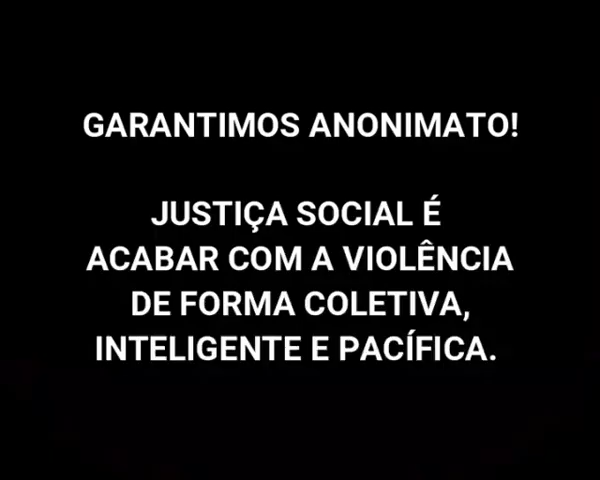 GARANTIMOS ANONIMATO!
JUSTIÇA SOCIAL É
ACABAR COM A VIOLÊNCIA
DE FORMA COLETIVA,
INTELIGENTE E PACÍFICA.